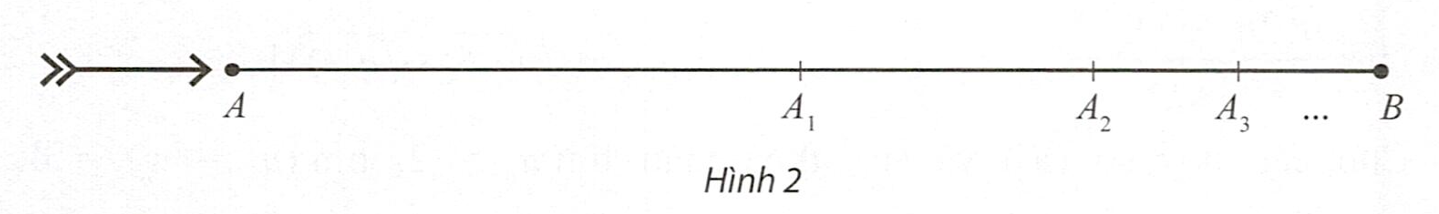 A A₁ A₂ A₃ ... B
Hình 2